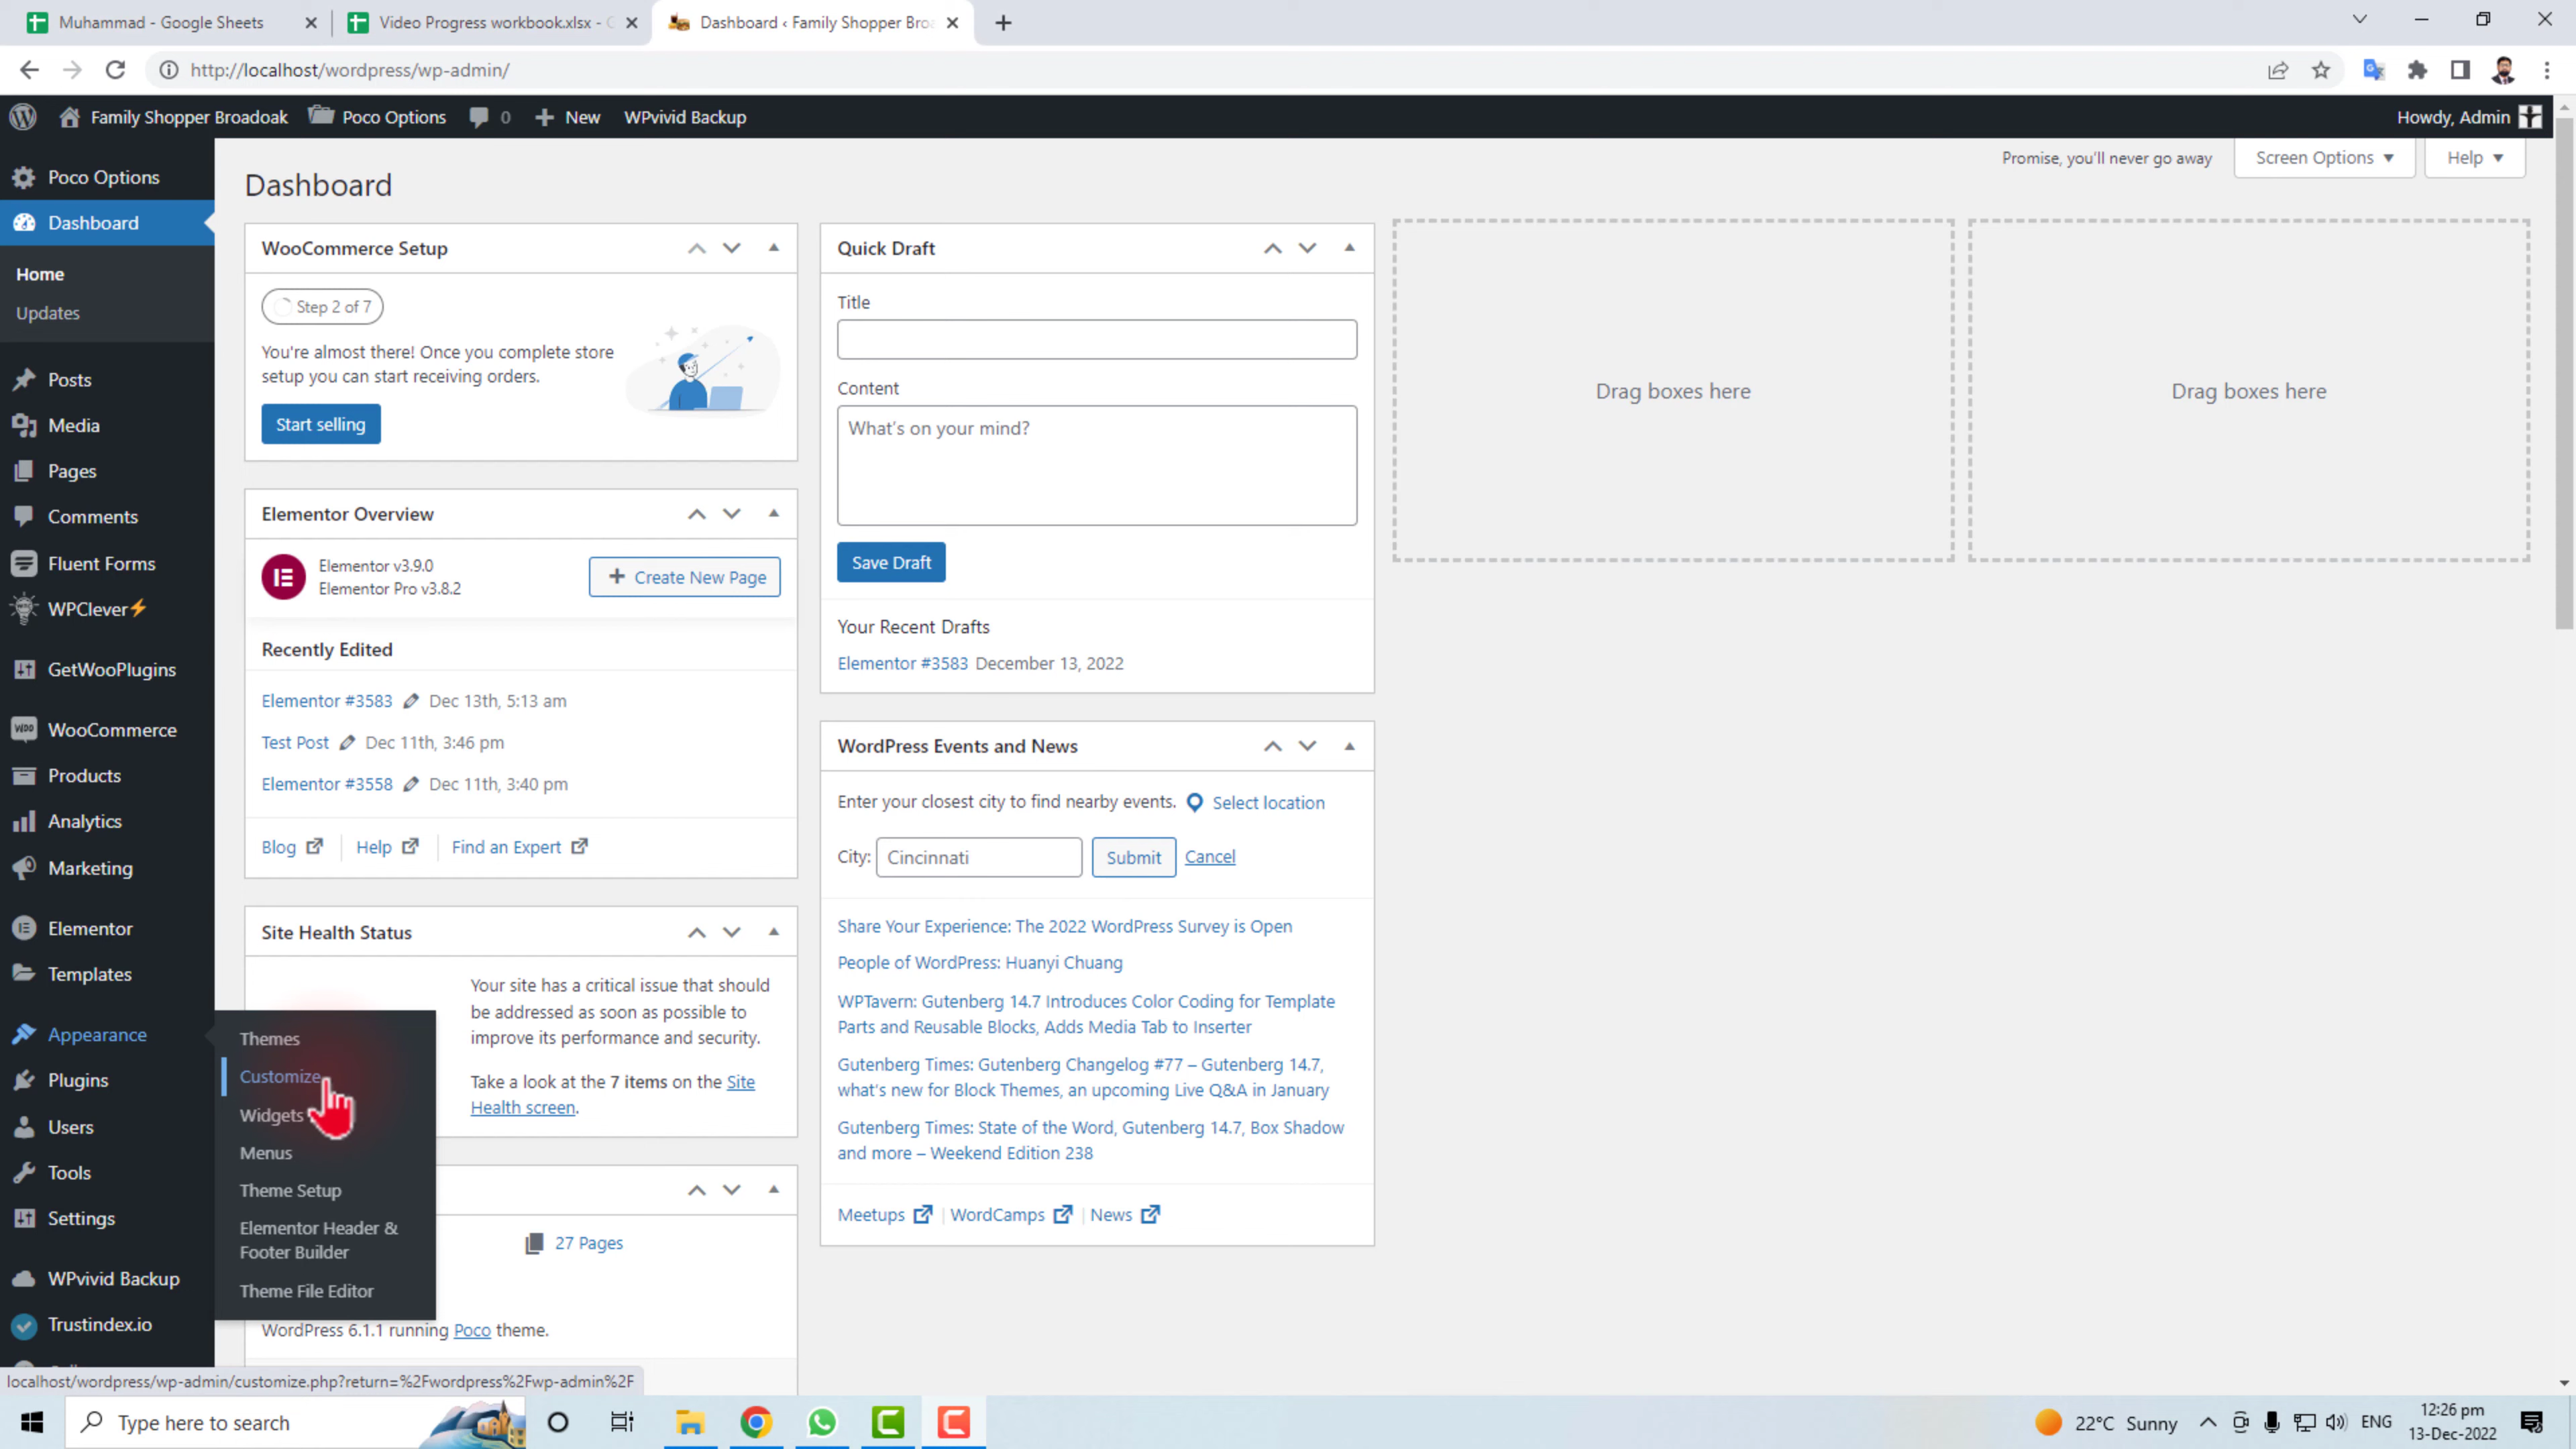 Muhammad - Google Sheets
Video Progress workbook.xlsx - G
Dashboard ‹ Family Shopper Broa
http://localhost/wordpress/wp-admin/
Family Shopper Broadoak
Poco Options
0
New
WPvivid Backup
Howdy, Admin
Promise, you'll never go away
Screen Options
Help
Poco Options
Dashboard
Home
Updates
Posts
Media
Pages
Comments
Fluent Forms
WPClever
GetWooPlugins
WooCommerce
Products
Analytics
Marketing
Elementor
Templates
Appearance
Plugins
Users
Tools
Settings
WPvivid Backup
Trustindex.io
Themes
Customize
Widgets
Menus
Theme Setup
Elementor Header &
Footer Builder
Theme File Editor
Dashboard
WooCommerce Setup
Step 2 of 7
You're almost there! Once you complete store
setup you can start receiving orders.
Start selling
Elementor Overview
Elementor v3.9.0
Elementor Pro v3.8.2
Create New Page
Recently Edited
Elementor #3583 Dec 13th, 5:13 am
Test Post Dec 11th, 3:46 pm
Elementor #3558 Dec 11th, 3:40 pm
Blog
Help
Find an Expert
Site Health Status
Your site has a critical issue that should
be addressed as soon as possible to
improve its performance and security.
Take a look at the 7 items on the Site
Health screen.
27 Pages
WordPress 6.1.1 running Poco theme.
Quick Draft
Title
Content
What's on your mind?
Save Draft
Your Recent Drafts
Elementor #3583 December 13, 2022
WordPress Events and News
Enter your closest city to find nearby events. Select location
City: Cincinnati Submit Cancel
Share Your Experience: The 2022 WordPress Survey is Open
People of WordPress: Huanyi Chuang
WPTavern: Gutenberg 14.7 Introduces Color Coding for Template
Parts and Reusable Blocks, Adds Media Tab to Inserter
Gutenberg Times: Gutenberg Changelog #77 – Gutenberg 14.7,
what's new for Block Themes, an upcoming Live Q&A in January
Gutenberg Times: State of the Word, Gutenberg 14.7, Box Shadow
and more – Weekend Edition 238
Meetups | WordCamps | News
Drag boxes here
Drag boxes here
localhost/wordpress/wp-admin/customize.php?return=%2Fwordpress%2Fwp-admin%2F
Type here to search
22°C Sunny
ENG
12:26 pm
13-Dec-2022